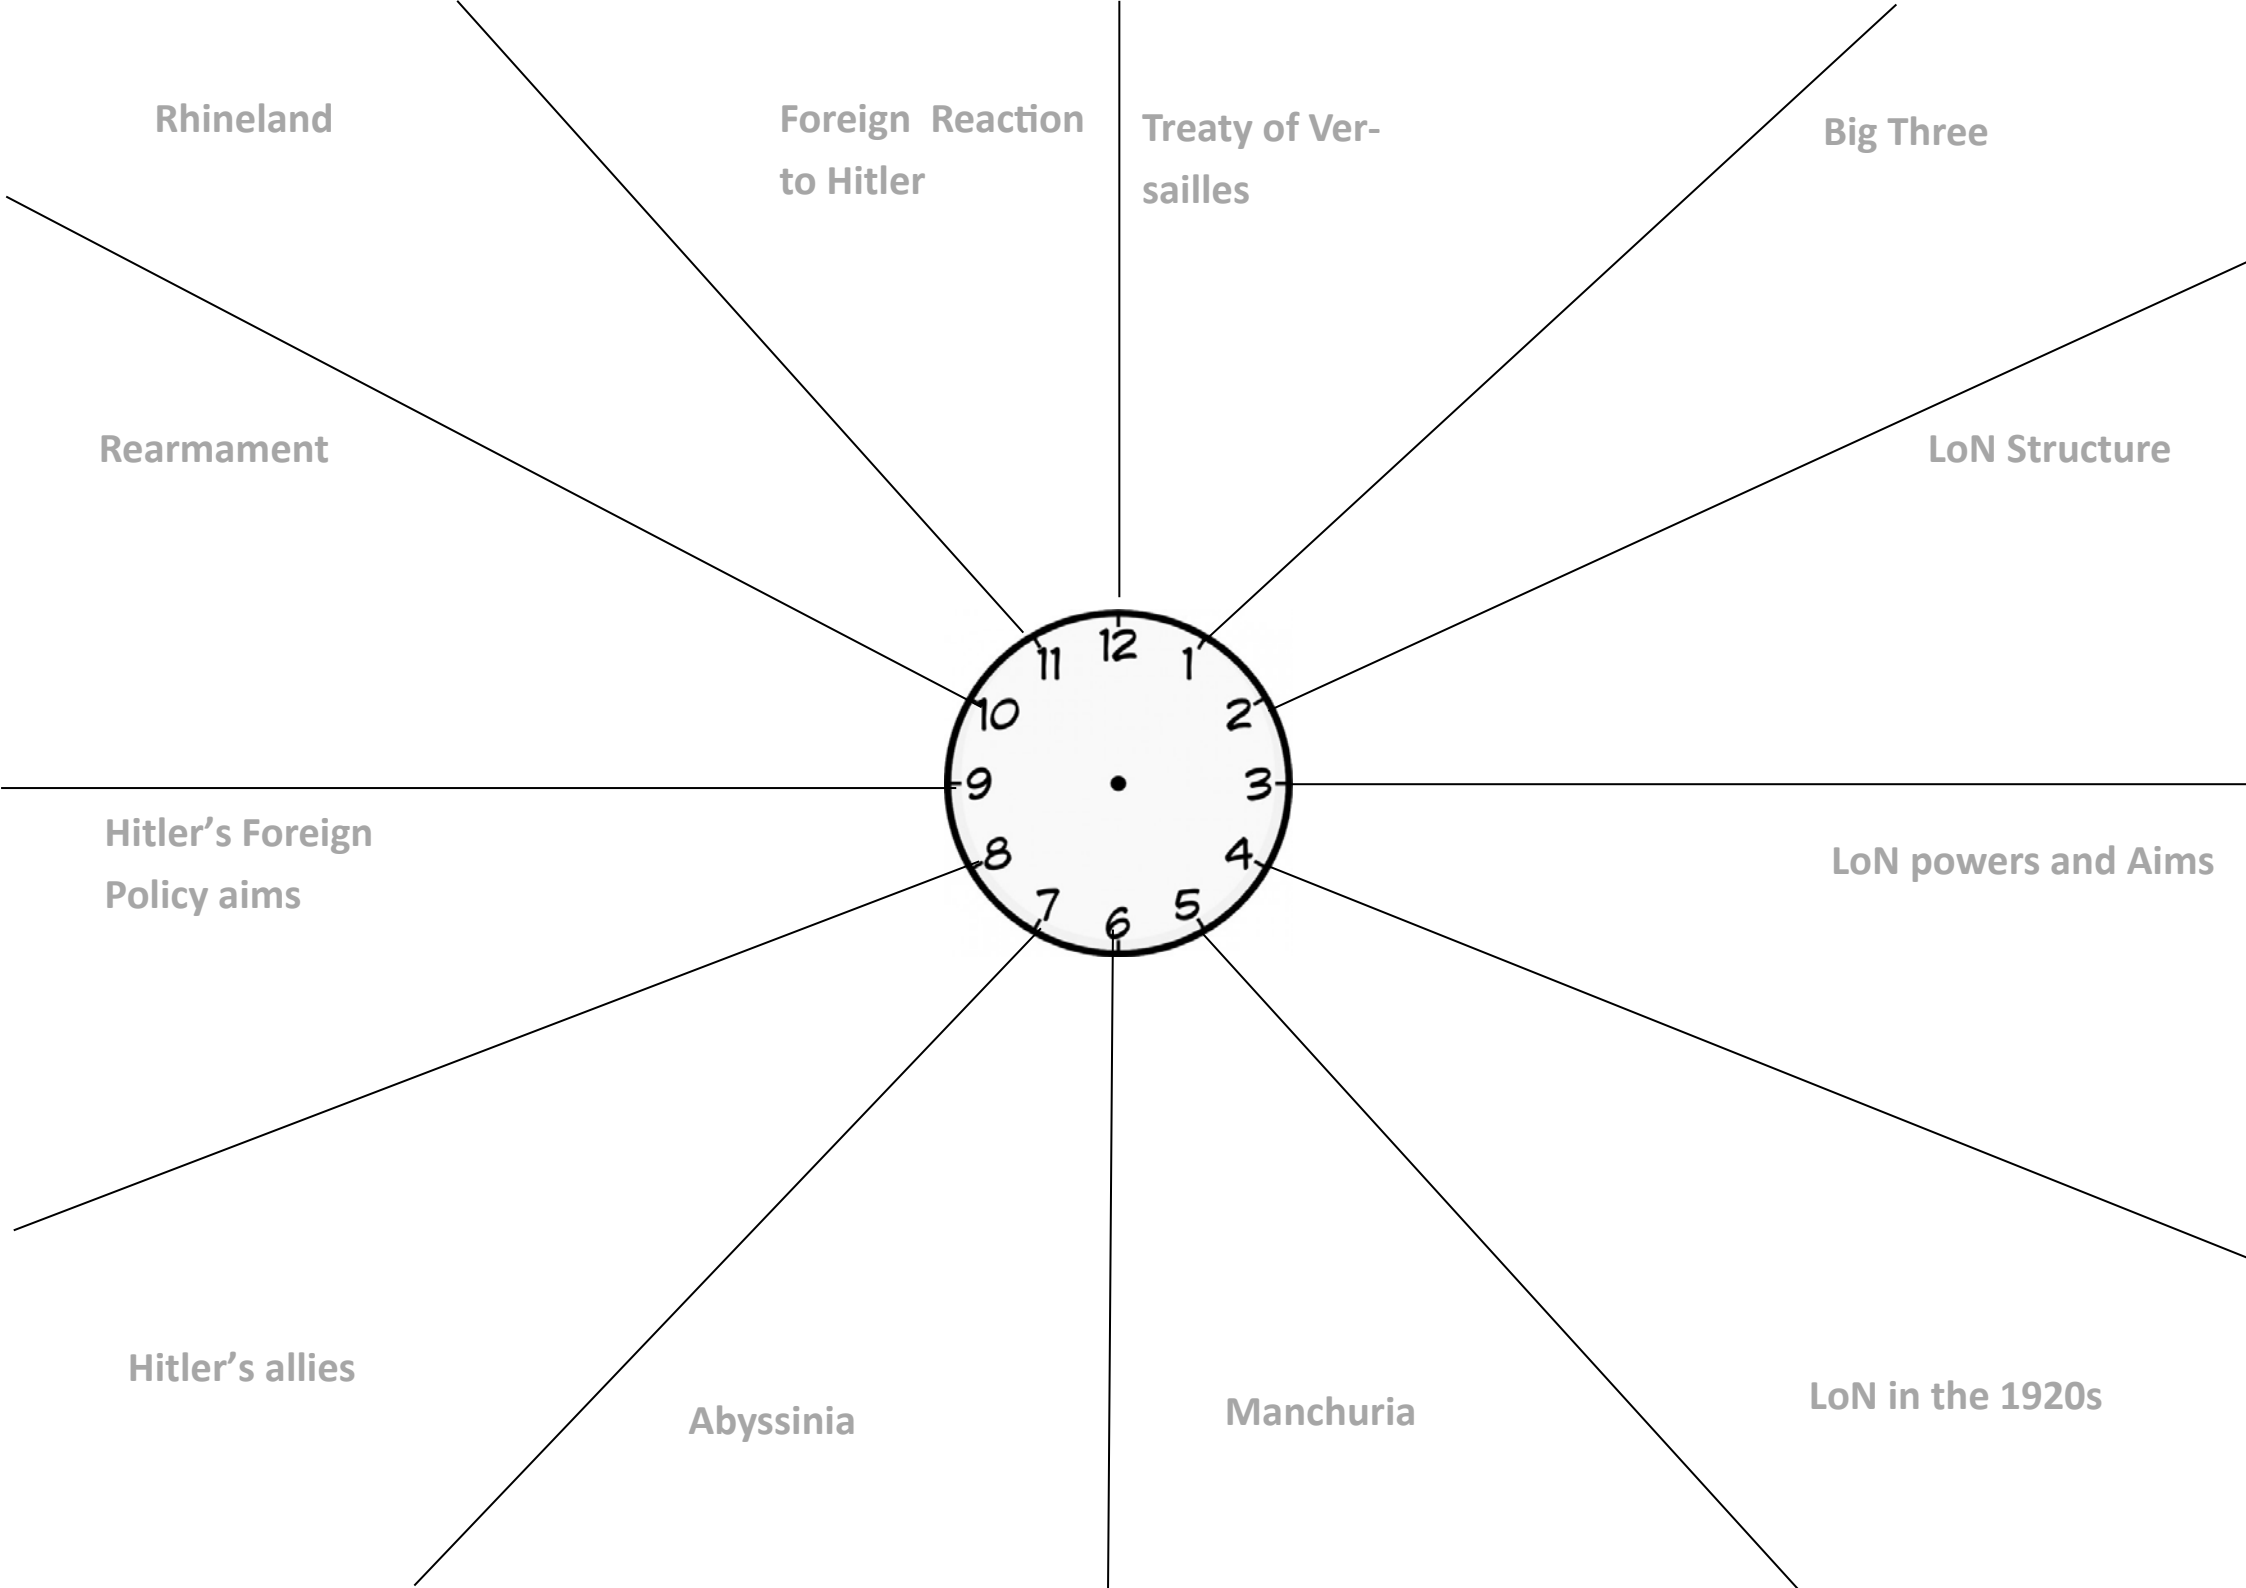 Rhineland
Foreign  Reaction
to Hitler
Treaty of Ver-
sailles
Big Three
Rearmament
LoN Structure
12
11
1
10
2
9
3
8
4
7
5
6
Hitler’s Foreign
Policy aims
LoN powers and Aims
Hitler’s allies
Abyssinia
Manchuria
LoN in the 1920s